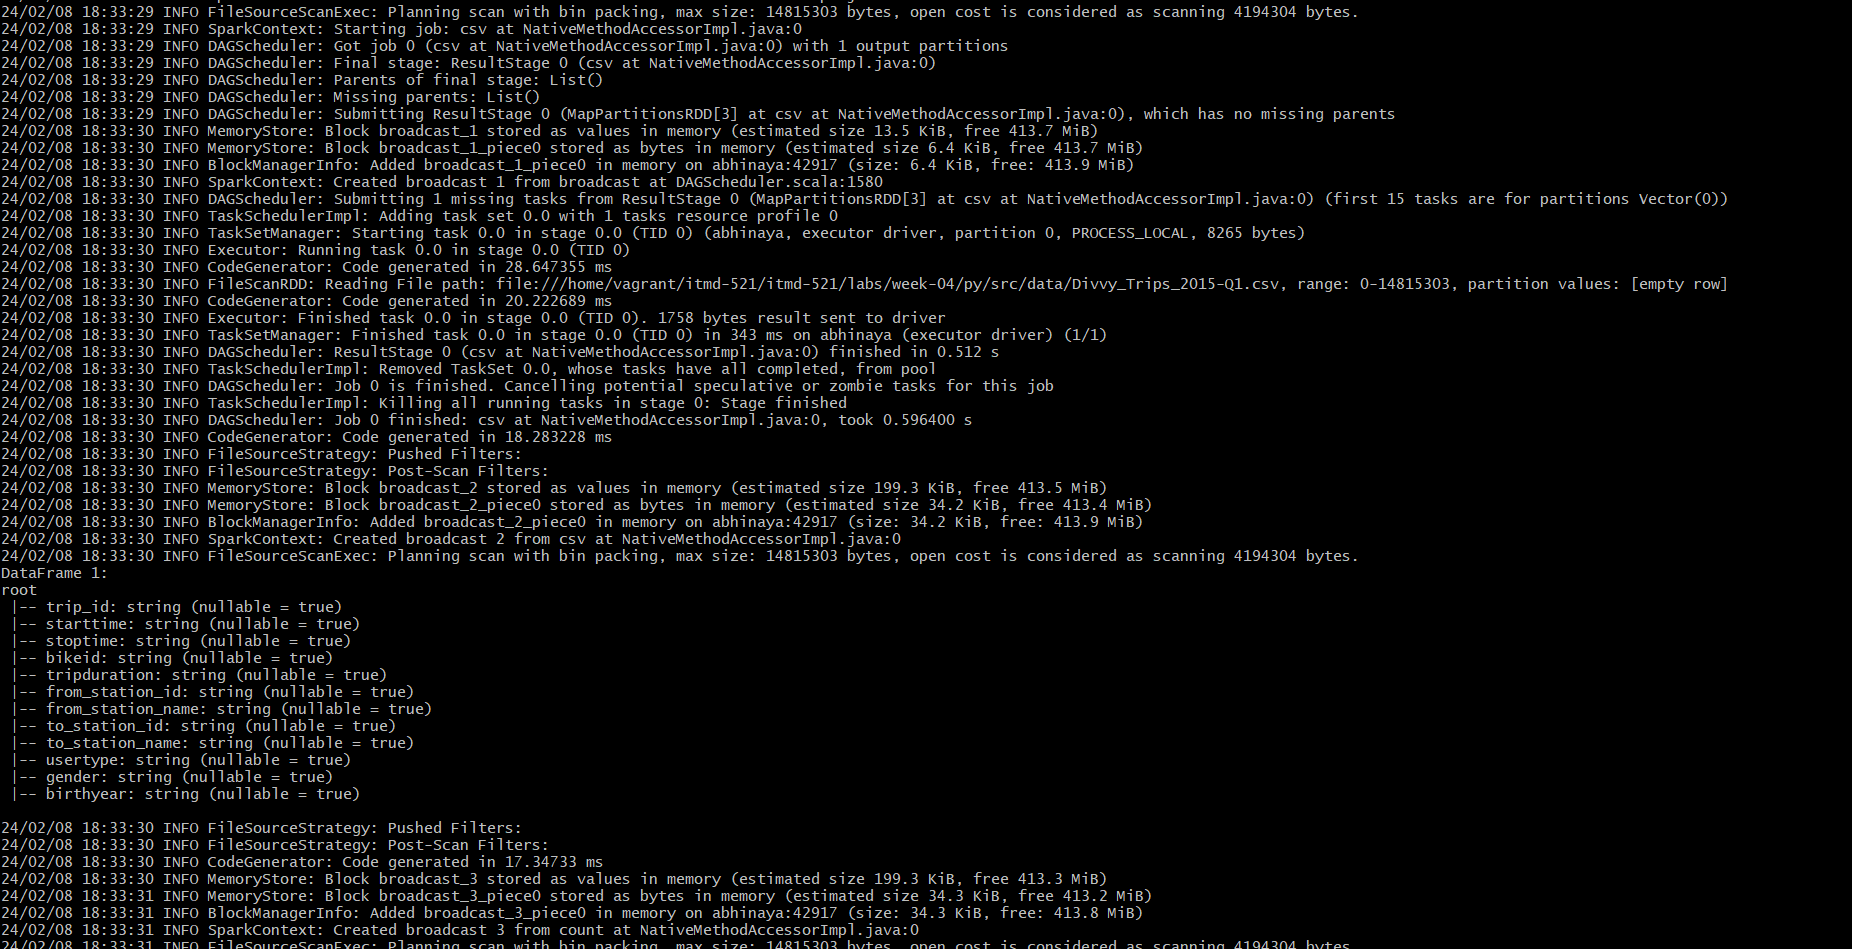 24/02/08 18:33:29 INFO FileSourceScanExec: Planning scan with bin packing, max size: 14815303 bytes, open cost is considered as scanning 4194304 bytes.
24/02/08 18:33:29 INFO SparkContext: Starting job: csv at NativeMethodAccessorImpl.java:0
24/02/08 18:33:29 INFO DAGScheduler: Got job 0 (csv at NativeMethodAccessorImpl.java:0) with 1 output partitions
24/02/08 18:33:29 INFO DAGScheduler: Final stage: ResultStage 0 (csv at NativeMethodAccessorImpl.java:0)
24/02/08 18:33:29 INFO DAGScheduler: Parents of final stage: List()
24/02/08 18:33:29 INFO DAGScheduler: Missing parents: List()
24/02/08 18:33:29 INFO DAGScheduler: Submitting ResultStage 0 (MapPartitionsRDD[3] at csv at NativeMethodAccessorImpl.java:0), which has no missing parents
24/02/08 18:33:30 INFO MemoryStore: Block broadcast_1 stored as values in memory (estimated size 13.5 KiB, free 413.7 MiB)
24/02/08 18:33:30 INFO MemoryStore: Block broadcast_1_piece0 stored as bytes in memory (estimated size 6.4 KiB, free 413.7 MiB)
24/02/08 18:33:30 INFO BlockManagerInfo: Added broadcast_1_piece0 in memory on abhinaya:42917 (size: 6.4 KiB, free: 413.9 MiB)
24/02/08 18:33:30 INFO SparkContext: Created broadcast 1 from broadcast at DAGScheduler.scala:1580
24/02/08 18:33:30 INFO DAGScheduler: Submitting 1 missing tasks from ResultStage 0 (MapPartitionsRDD[3] at csv at NativeMethodAccessorImpl.java:0) (first 15 tasks are for partitions Vector(0))
24/02/08 18:33:30 INFO TaskSchedulerImpl: Adding task set 0.0 with 1 tasks resource profile 0
24/02/08 18:33:30 INFO TaskSetManager: Starting task 0.0 in stage 0.0 (TID 0) (abhinaya, executor driver, partition 0, PROCESS_LOCAL, 8265 bytes)
24/02/08 18:33:30 INFO Executor: Running task 0.0 in stage 0.0 (TID 0)
24/02/08 18:33:30 INFO CodeGenerator: Code generated in 28.647355 ms
24/02/08 18:33:30 INFO FileScanRDD: Reading File path: file:///home/vagrant/itmd-521/itmd-521/labs/week-04/py/src/data/Divvy_Trips_2015-Q1.csv, range: 0-14815303, partition values: [empty row]
24/02/08 18:33:30 INFO CodeGenerator: Code generated in 20.222689 ms
24/02/08 18:33:30 INFO Executor: Finished task 0.0 in stage 0.0 (TID 0). 1758 bytes result sent to driver
24/02/08 18:33:30 INFO TaskSetManager: Finished task 0.0 in stage 0.0 (TID 0) in 343 ms on abhinaya (executor driver) (1/1)
24/02/08 18:33:30 INFO DAGScheduler: ResultStage 0 (csv at NativeMethodAccessorImpl.java:0) finished in 0.512 s
24/02/08 18:33:30 INFO TaskSchedulerImpl: Removed TaskSet 0.0, whose tasks have all completed, from pool
24/02/08 18:33:30 INFO DAGScheduler: Job 0 is finished. Cancelling potential speculative or zombie tasks for this job
24/02/08 18:33:30 INFO TaskSchedulerImpl: Killing all running tasks in stage 0: Stage finished
24/02/08 18:33:30 INFO DAGScheduler: Job 0 finished: csv at NativeMethodAccessorImpl.java:0, took 0.596400 s
24/02/08 18:33:30 INFO CodeGenerator: Code generated in 18.283228 ms
24/02/08 18:33:30 INFO FileSourceStrategy: Pushed Filters:
24/02/08 18:33:30 INFO FileSourceStrategy: Post-Scan Filters:
24/02/08 18:33:30 INFO MemoryStore: Block broadcast_2 stored as values in memory (estimated size 199.3 KiB, free 413.5 MiB)
24/02/08 18:33:30 INFO MemoryStore: Block broadcast_2_piece0 stored as bytes in memory (estimated size 34.2 KiB, free 413.4 MiB)
24/02/08 18:33:30 INFO BlockManagerInfo: Added broadcast_2_piece0 in memory on abhinaya:42917 (size: 34.2 KiB, free: 413.9 MiB)
24/02/08 18:33:30 INFO SparkContext: Created broadcast 2 from csv at NativeMethodAccessorImpl.java:0
24/02/08 18:33:30 INFO FileSourceScanExec: Planning scan with bin packing, max size: 14815303 bytes, open cost is considered as scanning 4194304 bytes.
DataFrame 1:
root
 |-- trip_id: string (nullable = true)
 |-- starttime: string (nullable = true)
 |-- stoptime: string (nullable = true)
 |-- bikeid: string (nullable = true)
 |-- tripduration: string (nullable = true)
 |-- from_station_id: string (nullable = true)
 |-- from_station_name: string (nullable = true)
 |-- to_station_id: string (nullable = true)
 |-- to_station_name: string (nullable = true)
 |-- usertype: string (nullable = true)
 |-- gender: string (nullable = true)
 |-- birthyear: string (nullable = true)
24/02/08 18:33:30 INFO FileSourceStrategy: Pushed Filters:
24/02/08 18:33:30 INFO FileSourceStrategy: Post-Scan Filters:
24/02/08 18:33:30 INFO CodeGenerator: Code generated in 17.34733 ms
24/02/08 18:33:30 INFO MemoryStore: Block broadcast_3 stored as values in memory (estimated size 199.3 KiB, free 413.3 MiB)
24/02/08 18:33:31 INFO MemoryStore: Block broadcast_3_piece0 stored as bytes in memory (estimated size 34.3 KiB, free 413.2 MiB)
24/02/08 18:33:31 INFO BlockManagerInfo: Added broadcast_3_piece0 in memory on abhinaya:42917 (size: 34.3 KiB, free: 413.8 MiB)
24/02/08 18:33:31 INFO SparkContext: Created broadcast 3 from count at NativeMethodAccessorImpl.java:0
24/02/08 18:33:31 INFO FileSourceScanExec: Planning scan with bin packing, max size: 14815303 bytes, open cost is considered as scanning 4194304 bytes.